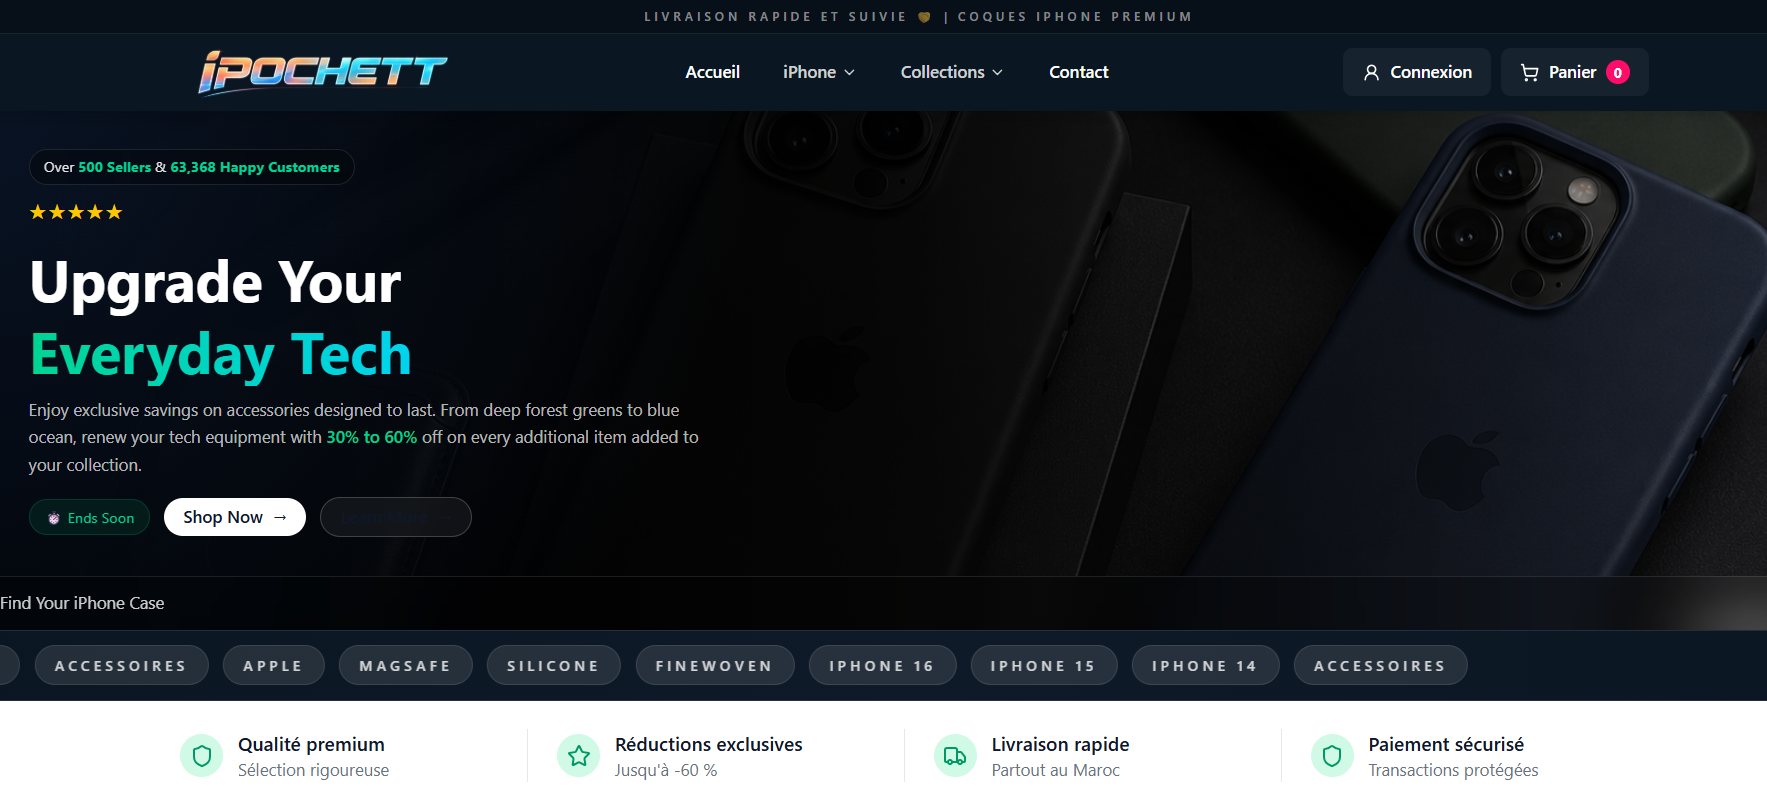 LIVRAISON RAPIDE ET SUIVIE 🤎 | COQUES IPHONE PREMIUM
iPOCHETT
Accueil
iPhone
Collections
Contact
Connexion
Panier 0
Over 500 Sellers & 63,368 Happy Customers
★★★★★
Upgrade Your
Everyday Tech
Enjoy exclusive savings on accessories designed to last. From deep forest greens to blue
ocean, renew your tech equipment with 30% to 60% off on every additional item added to
your collection.
⏱ Ends Soon
Shop Now →
Find Your iPhone Case
ACCESSOIRES
APPLE
MAGSAFE
SILICONE
FINEWOVEN
IPHONE 16
IPHONE 15
IPHONE 14
ACCESSOIRES
Qualité premium
Sélection rigoureuse
Réductions exclusives
Jusqu'à -60 %
Livraison rapide
Partout au Maroc
Paiement sécurisé
Transactions protégées